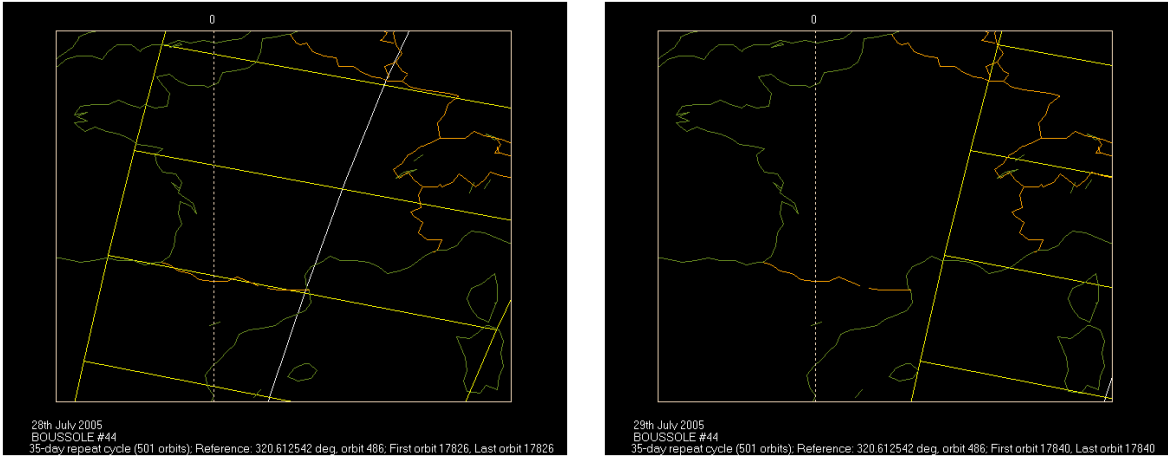 0
28th July 2005
BOUSSOLE #44
35-day repeat cycle (501 orbits); Reference: 320.612542 deg, orbit 486; First orbit 17826, Last orbit 17826
0
29th July 2005
BOUSSOLE #44
35-day repeat cycle (501 orbits); Reference: 320.612542 deg, orbit 486; First orbit 17840, Last orbit 17840